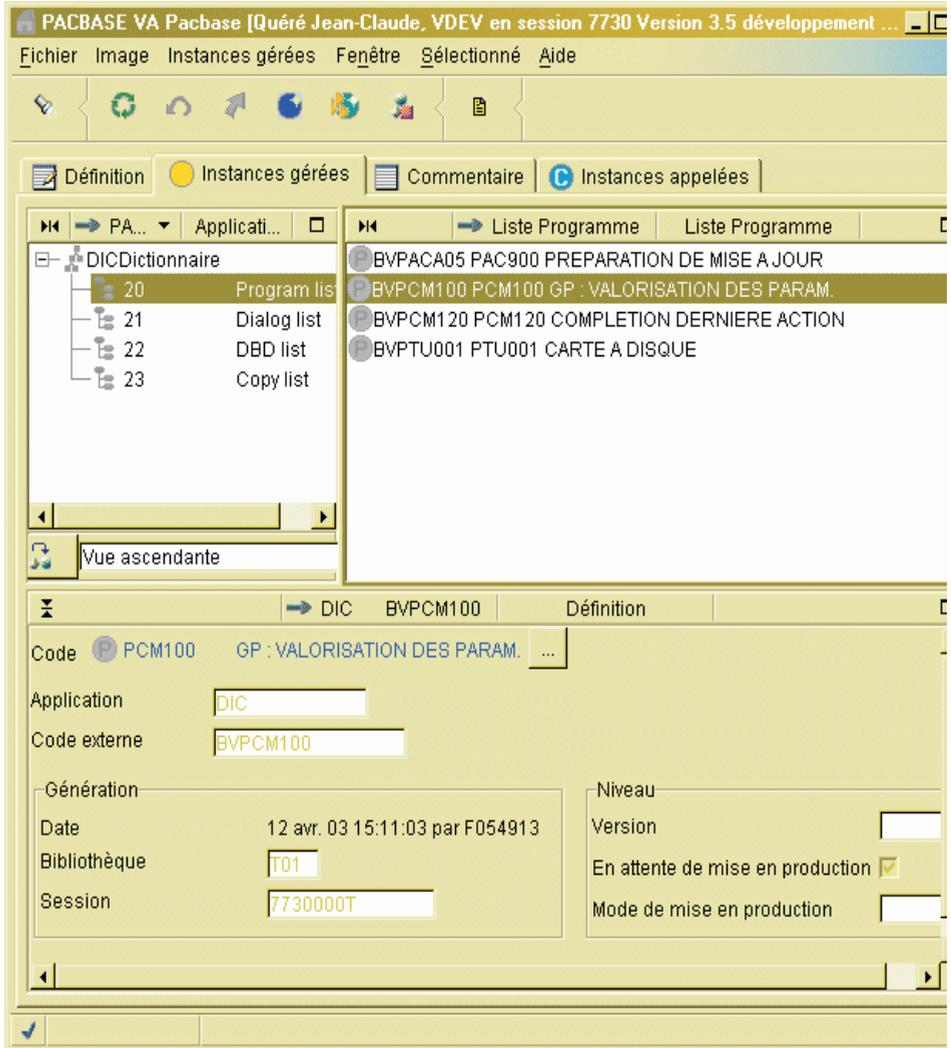 PACBASE VA Pacbase [Quéré Jean-Claude, VDEV en session 7730 Version 3.5 développement ...
Fichier Image Instances gérées Fenêtre Sélectionné Aide
Définition Instances gérées Commentaire C Instances appelées
PA... Applicati... Liste Programme Liste Programme
DICDictionnaire
20 Program lis
21 Dialog list
22 DBD list
23 Copy list
P BVPACA05 PAC900 PREPARATION DE MISE A JOUR
P BVPCM100 PCM100 GP : VALORISATION DES PARAM.
P BVPCM120 PCM120 COMPLETION DERNIERE ACTION
P BVPTU001 PTU001 CARTE A DISQUE
Vue ascendante
DIC BVPCM100 Définition
Code P PCM100 GP : VALORISATION DES PARAM. ...
Application DIC
Code externe BVPCM100
Génération
Date 12 avr. 03 15:11:03 par F054913
Bibliothèque T01
Session 7730000T
Niveau
Version
En attente de mise en production
Mode de mise en production